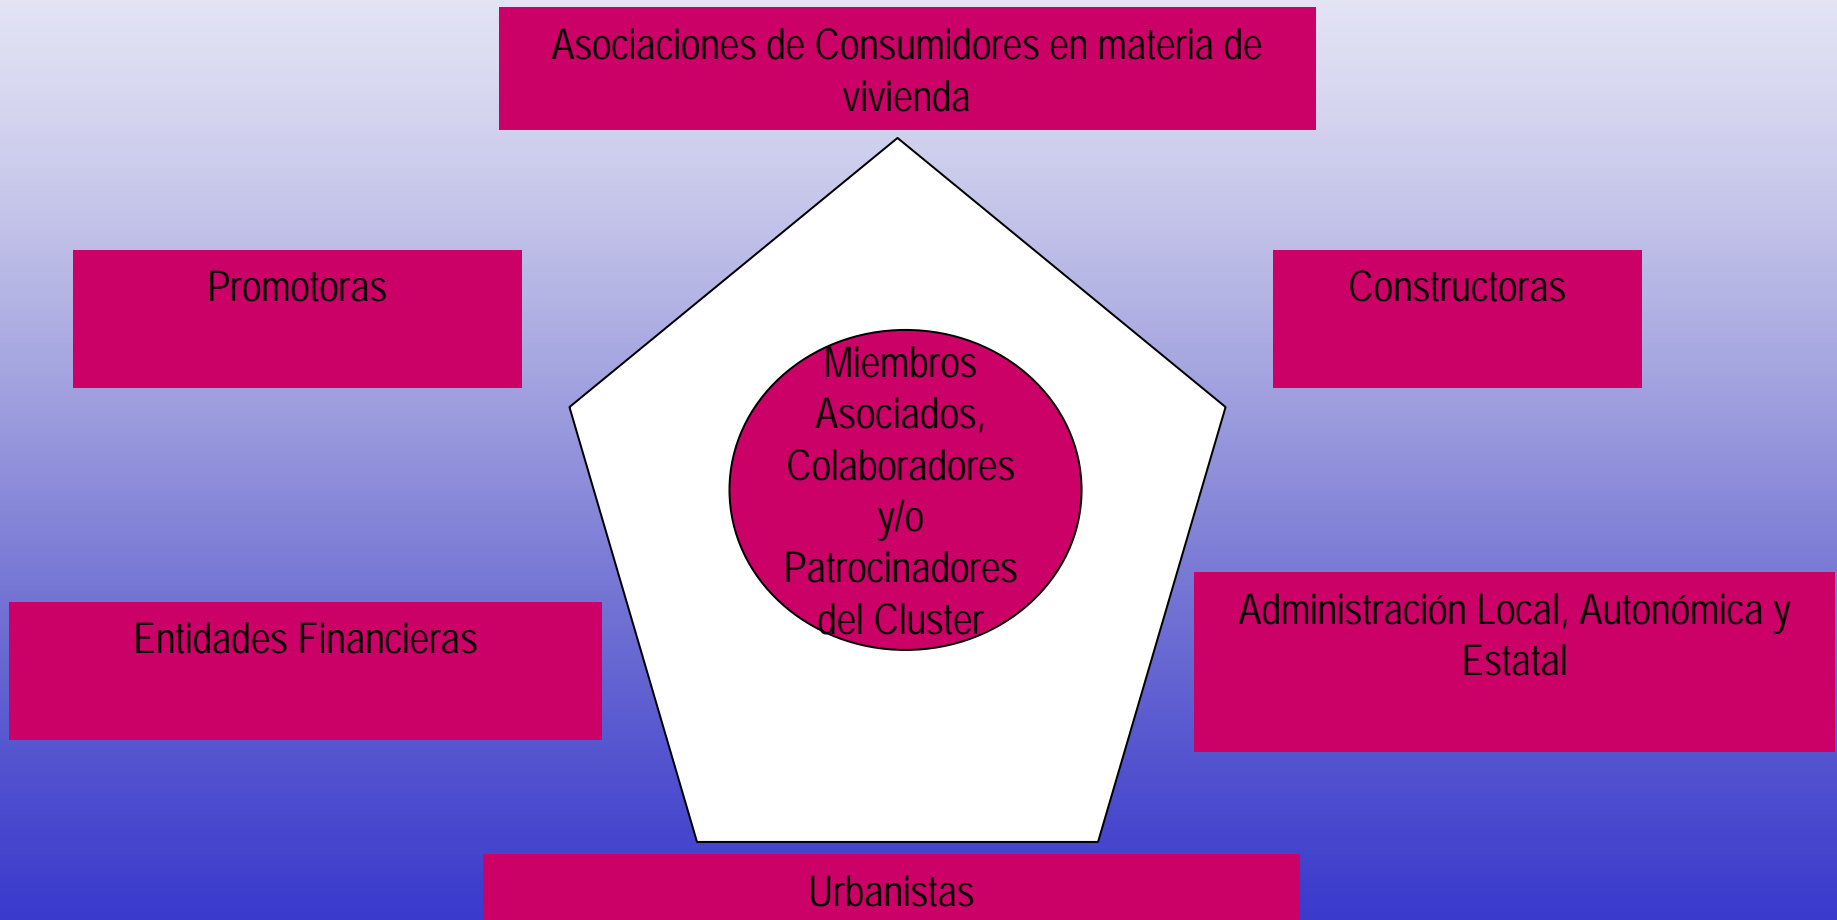 Asociaciones de Consumidores en materia de
vivienda
Promotoras
Constructoras
Miembros
Asociados,
Colaboradores
y/o
Patrocinadores
del Cluster
Entidades Financieras
Administración Local, Autonómica y
Estatal
Urbanistas